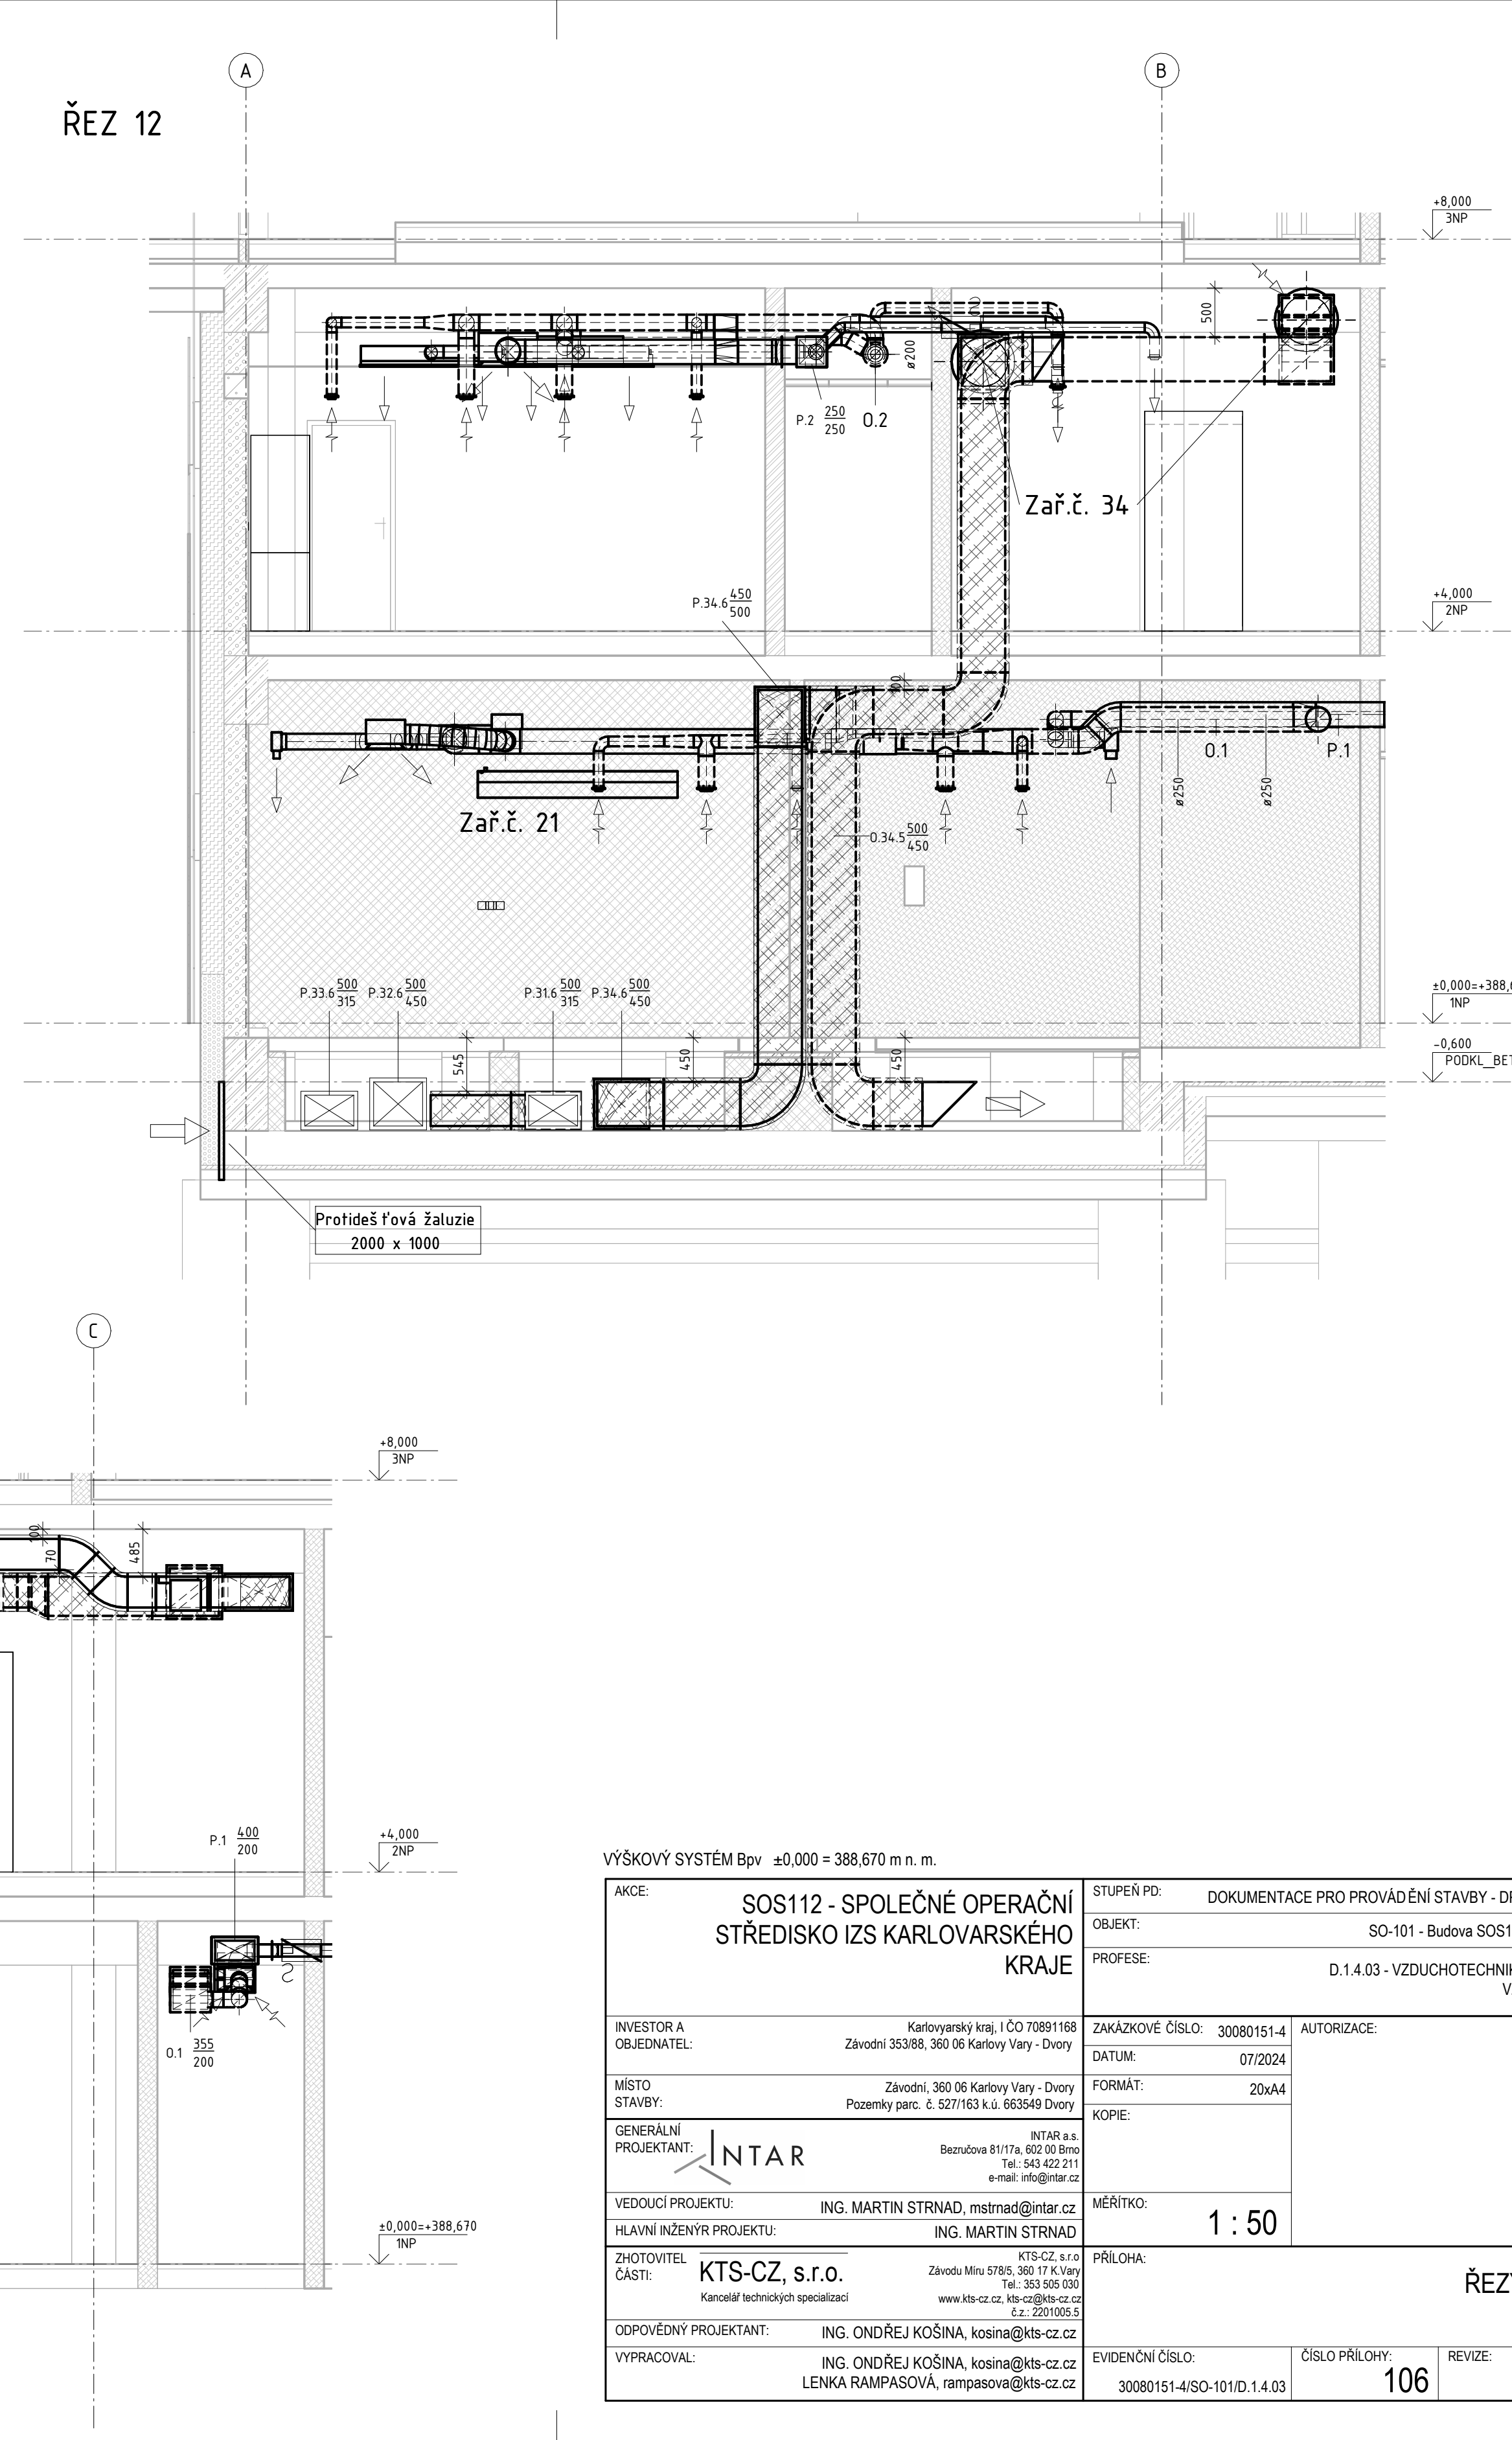 A
B
ŘEZ 12
+8,000
3NP
500
ø200
P.2 250
250
O.2
Zař.č. 34
P.34.6 450
500
+4,000
2NP
100
O.1
P.1
ø250
ø250
Zař.č. 21
O.34.5 500
450
P.33.6 500
315
P.32.6 500
450
P.31.6 500
315
P.34.6 500
450
±0,000=+388,6
1NP
545
450
450
-0,600
PODKL_BET
Protidešťová žaluzie
2000 x 1000
C
+8,000
3NP
100
70
485
P.1 400
200
+4,000
2NP
O.1 355
200
±0,000=+388,670
1NP
VÝŠKOVÝ SYSTÉM Bpv ±0,000 = 388,670 m n. m.
AKCE:
SOS112 - SPOLEČNÉ OPERAČNÍ
STŘEDISKO IZS KARLOVARSKÉHO
KRAJE
STUPEŇ PD:
DOKUMENTACE PRO PROVÁDĚNÍ STAVBY - D
OBJEKT:
SO-101 - Budova SOS1
PROFESE:
D.1.4.03 - VZDUCHOTECHNI
V
INVESTOR A
OBJEDNATEL:
Karlovyarský kraj, I ČO 70891168
Závodní 353/88, 360 06 Karlovy Vary - Dvory
ZAKÁZKOVÉ ČÍSLO: 30080151-4
AUTORIZACE:
DATUM: 07/2024
MÍSTO
STAVBY:
Závodní, 360 06 Karlovy Vary - Dvory
Pozemky parc. č. 527/163 k.ú. 663549 Dvory
FORMÁT: 20xA4
KOPIE:
GENERÁLNÍ
PROJEKTANT:
INTAR
INTAR a.s.
Bezručova 81/17a, 602 00 Brno
Tel.: 543 422 211
e-mail: info@intar.cz
VEDOUCÍ PROJEKTU: ING. MARTIN STRNAD, mstrnad@intar.cz
MĚŘÍTKO:
1 : 50
HLAVNÍ INŽENÝR PROJEKTU: ING. MARTIN STRNAD
ZHOTOVITEL
ČÁSTI:
KTS-CZ, s.r.o.
Kancelář technických specializací
KTS-CZ, s.r.o
Závodu Míru 578/5, 360 17 K.Vary
Tel.: 353 505 030
www.kts-cz.cz, kts-cz@kts-cz.cz
č.z.: 2201005.5
PŘÍLOHA:
ŘEZY
ODPOVĚDNÝ PROJEKTANT: ING. ONDŘEJ KOŠINA, kosina@kts-cz.cz
VYPRACOVAL: ING. ONDŘEJ KOŠINA, kosina@kts-cz.cz
LENKA RAMPASOVÁ, rampasova@kts-cz.cz
EVIDENČNÍ ČÍSLO:
30080151-4/SO-101/D.1.4.03
ČÍSLO PŘÍLOHY:
106
REVIZE: